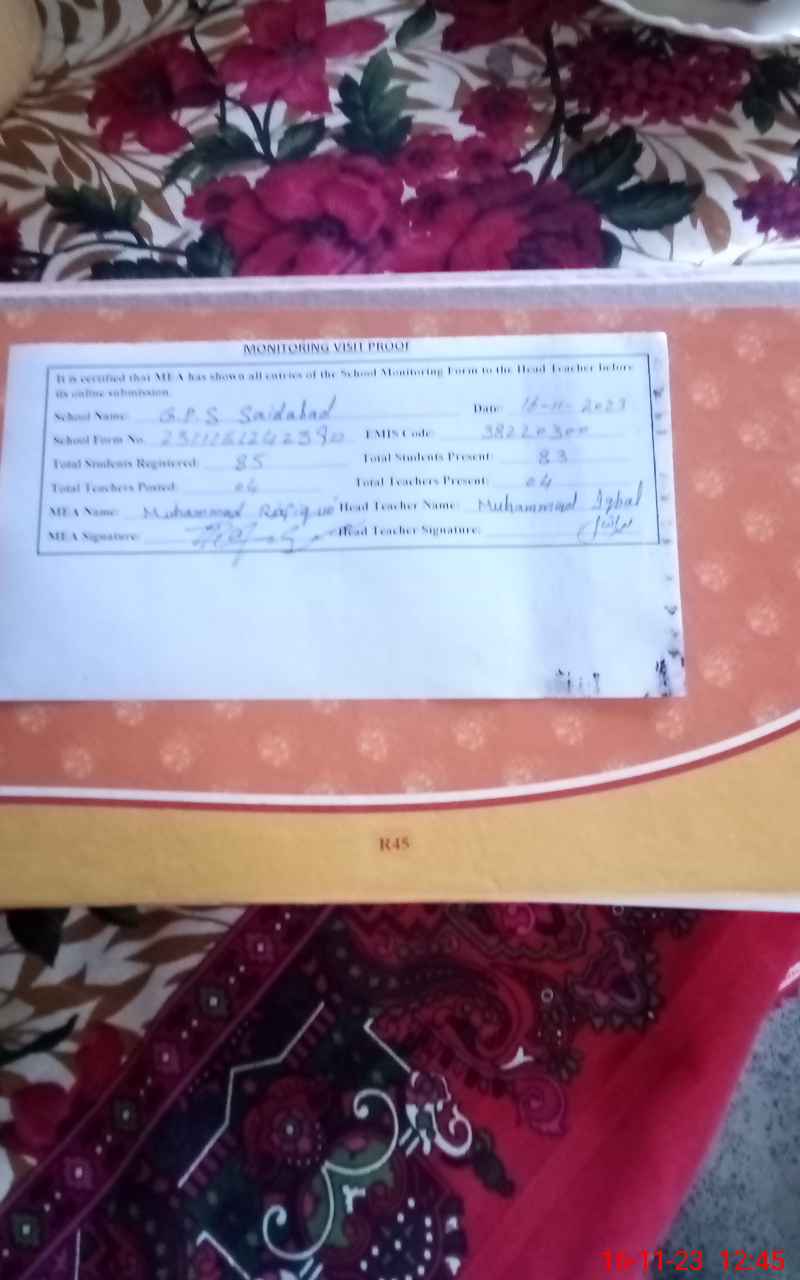 MONITORING VISIT PROOF
It is certified that MEA has shown all entries of the School Monitoring Form to the Head Teacher before
its online submission.
School Name: G.P.S Saidabad Date: 16-11-2023
School Form No. EMIS Code: 38220300
Total Students Registered: 85 Total Students Present: 83
Total Teachers Posted: 04 Total Teachers Present: 04
MEA Name: Muhammad Rafique Head Teacher Name: Muhammad Iqbal
MEA Signature: Head Teacher Signature:
R45
16-11-23 12:45